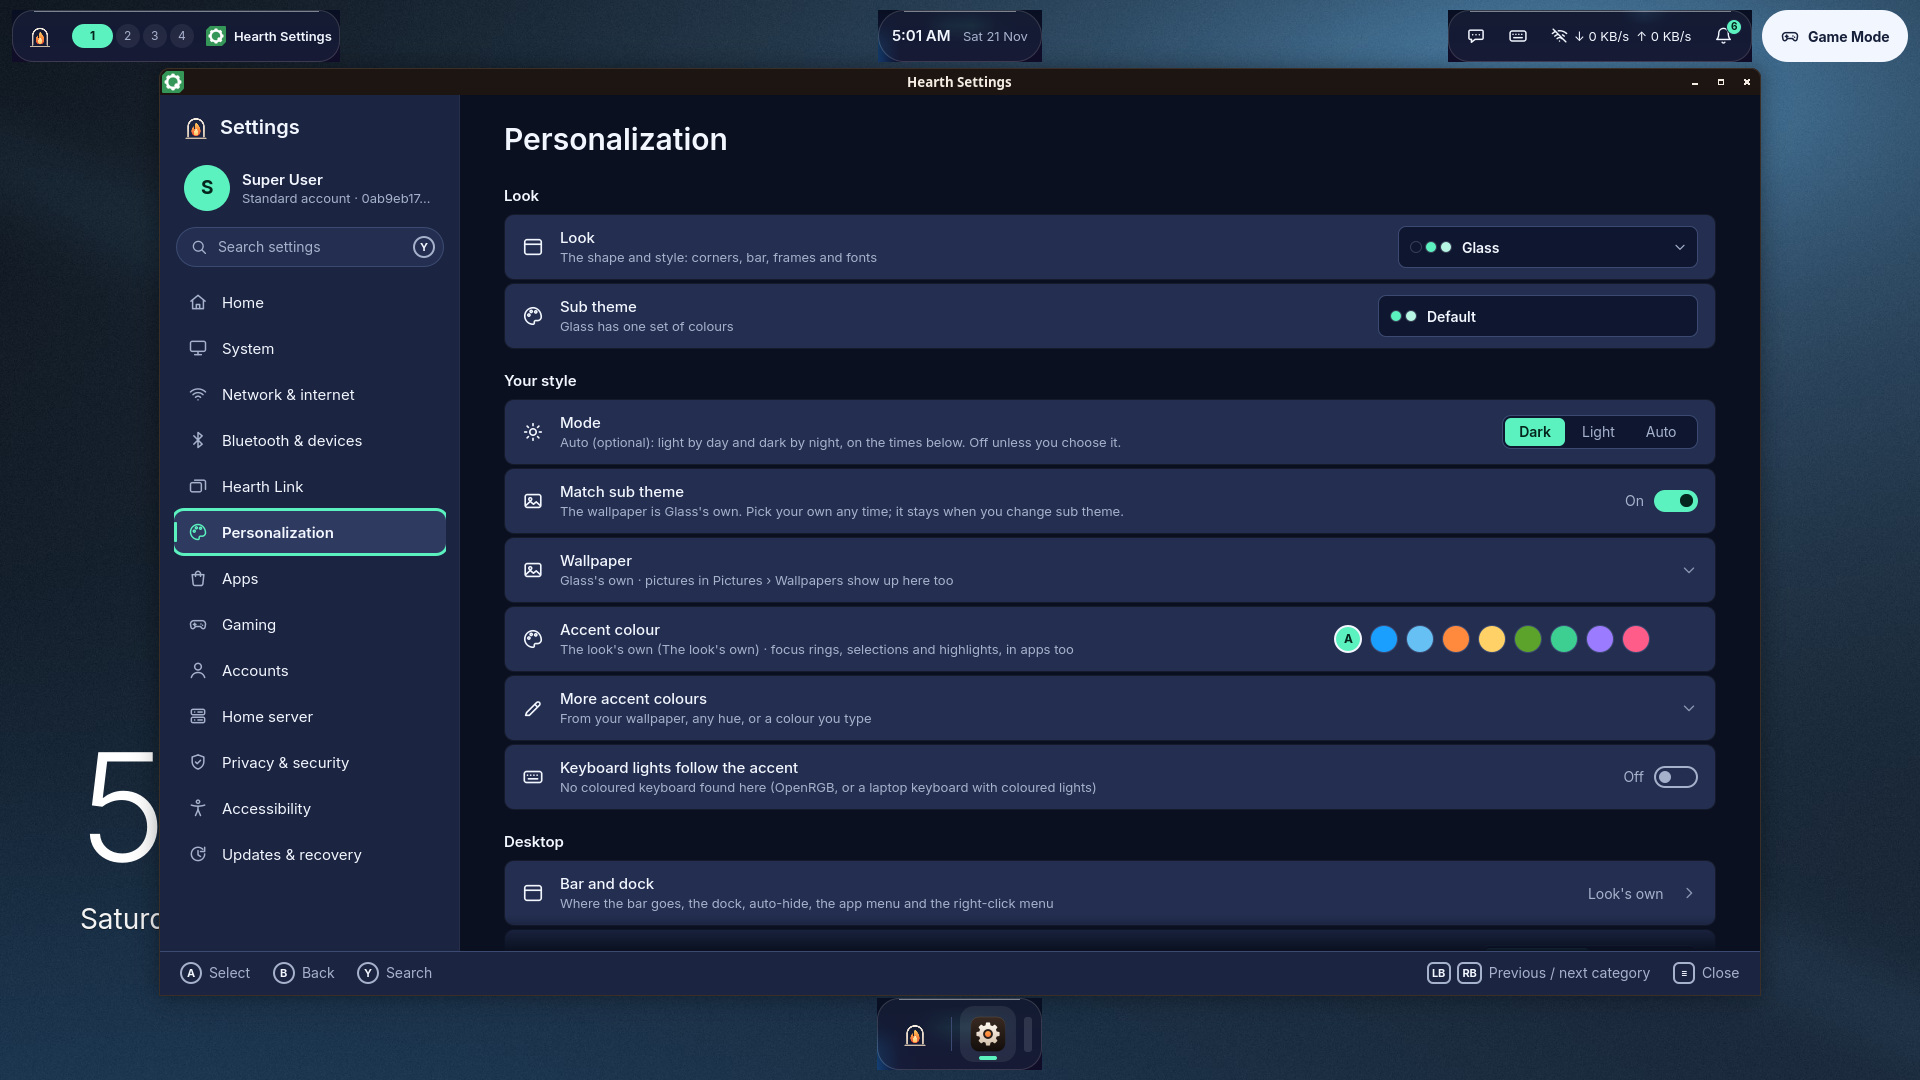 1 2 3 4 Hearth Settings
5:01 AM Sat 21 Nov
↓ 0 KB/s ↑ 0 KB/s 6
Game Mode
Hearth Settings
Settings
S
Super User
Standard account · 0ab9eb17...
Search settings Y
Home
System
Network & internet
Bluetooth & devices
Hearth Link
Personalization
Apps
Gaming
Accounts
Home server
Privacy & security
Accessibility
Updates & recovery
Personalization
Look
Look
The shape and style: corners, bar, frames and fonts
Glass
Sub theme
Glass has one set of colours
Default
Your style
Mode
Auto (optional): light by day and dark by night, on the times below. Off unless you choose it.
Dark Light Auto
Match sub theme
The wallpaper is Glass's own. Pick your own any time; it stays when you change sub theme.
On
Wallpaper
Glass's own · pictures in Pictures › Wallpapers show up here too
Accent colour
The look's own (The look's own) · focus rings, selections and highlights, in apps too
A
More accent colours
From your wallpaper, any hue, or a colour you type
Keyboard lights follow the accent
No coloured keyboard found here (OpenRGB, or a laptop keyboard with coloured lights)
Off
Desktop
Bar and dock
Where the bar goes, the dock, auto-hide, the app menu and the right-click menu
Look's own
5
Saturd
A Select B Back Y Search
LB RB Previous / next category ≡ Close